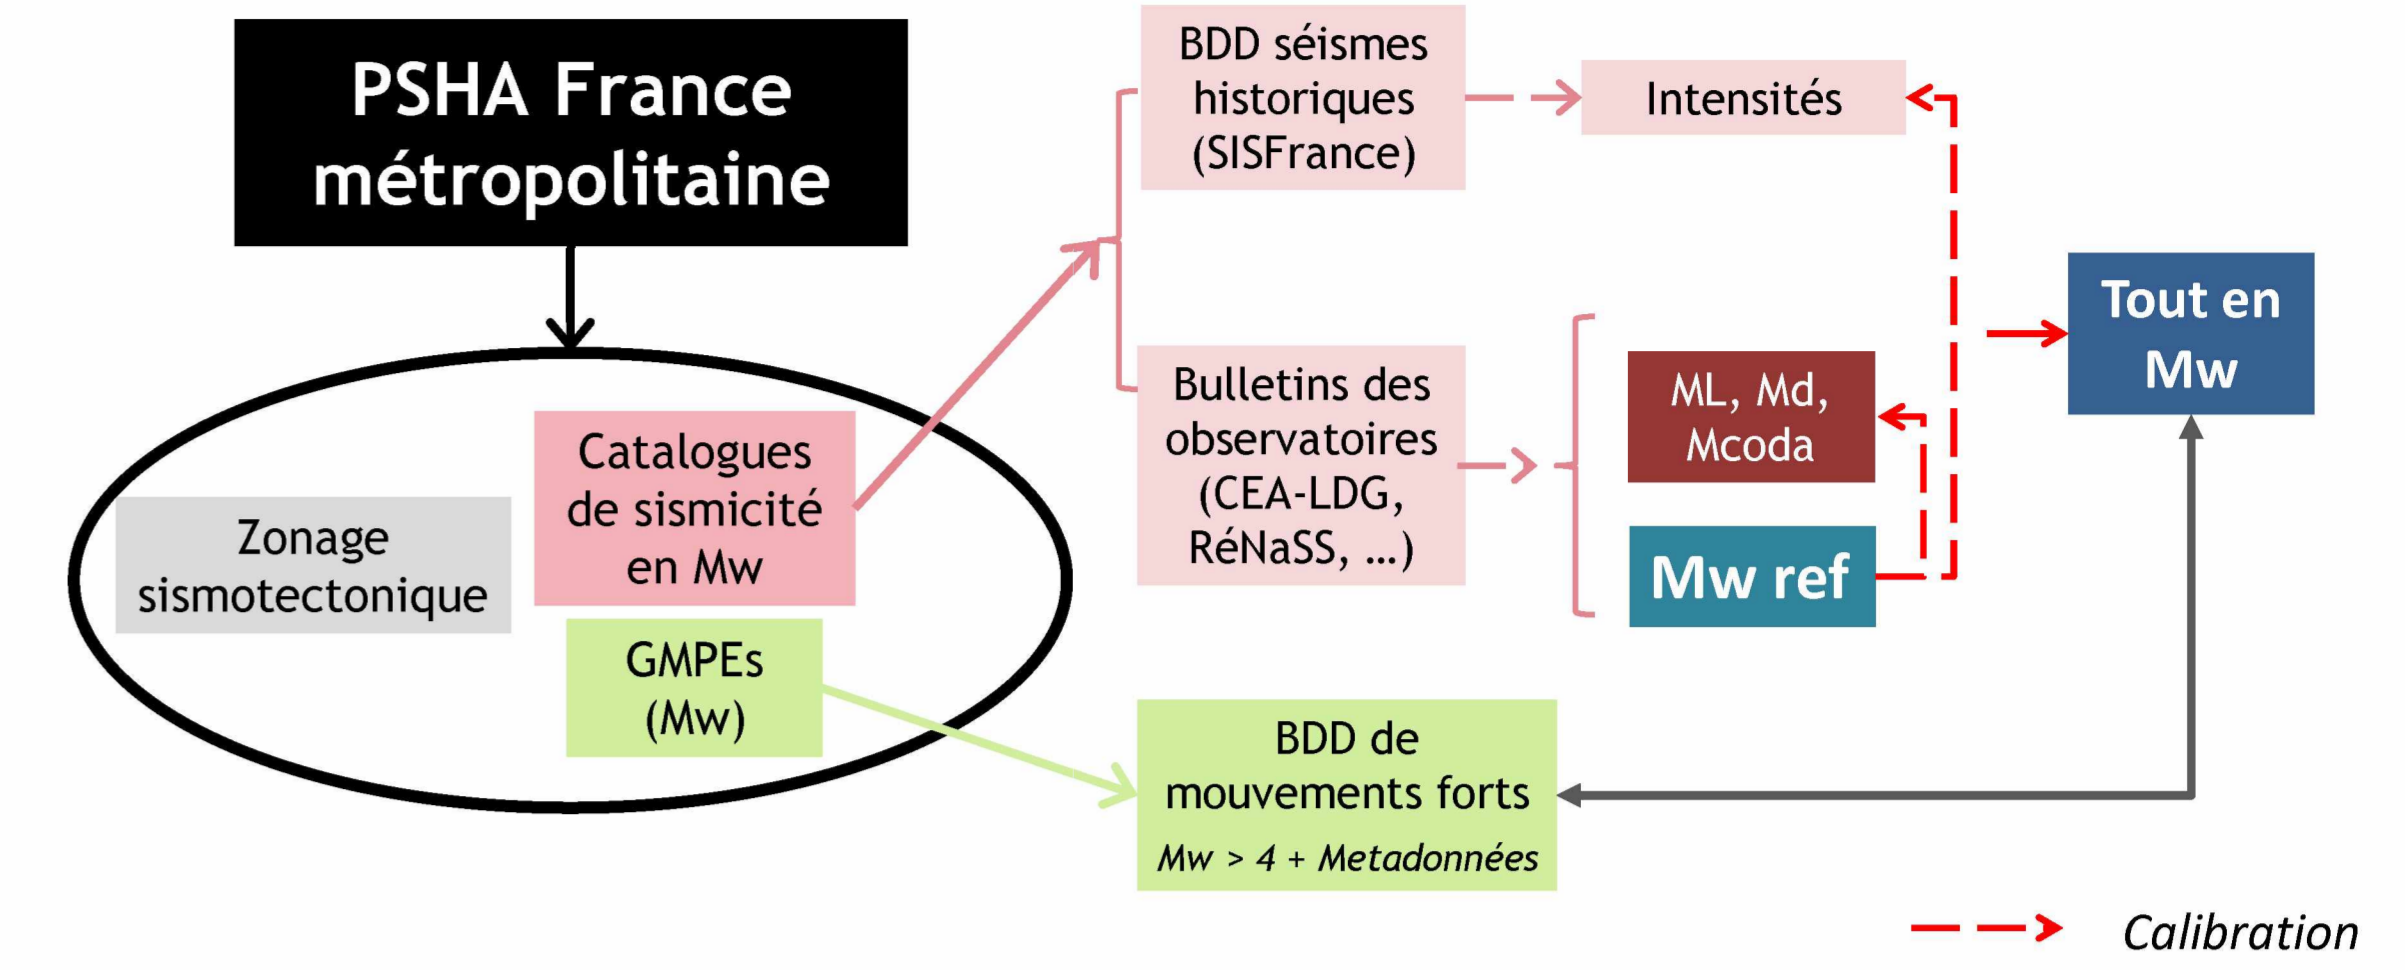 PSHA France
métropolitaine
Zonage
sismotectonique
Catalogues
de sismicité
en Mw
GMPEs
(Mw)
BDD séismes
historiques
(SISFrance)
Intensités
Bulletins des
observatoires
(CEA-LDG,
RéNaSS, ...)
ML, Md,
Mcoda
Mw ref
Tout en
Mw
BDD de
mouvements forts
Mw > 4 + Metadonnées
Calibration